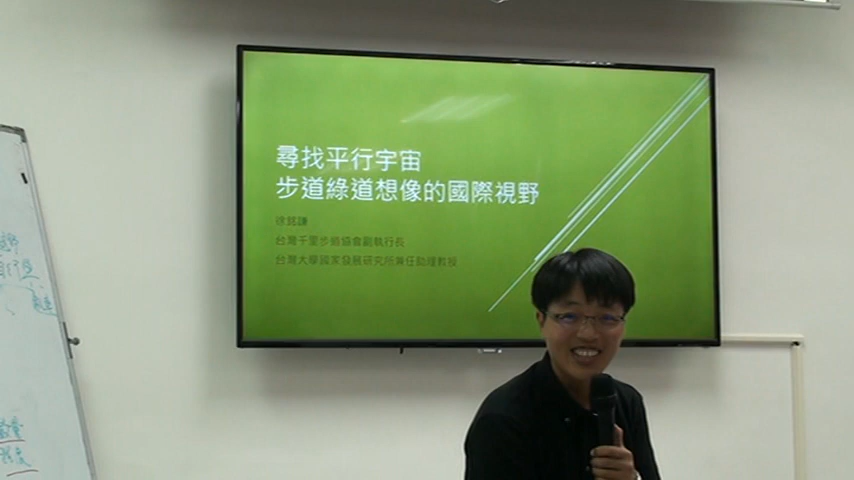 尋找平行宇宙
步道綠道想像的國際視野
徐銘謙
台灣千里步道協會副執行長
台灣大學國家發展研究所兼任助理教授